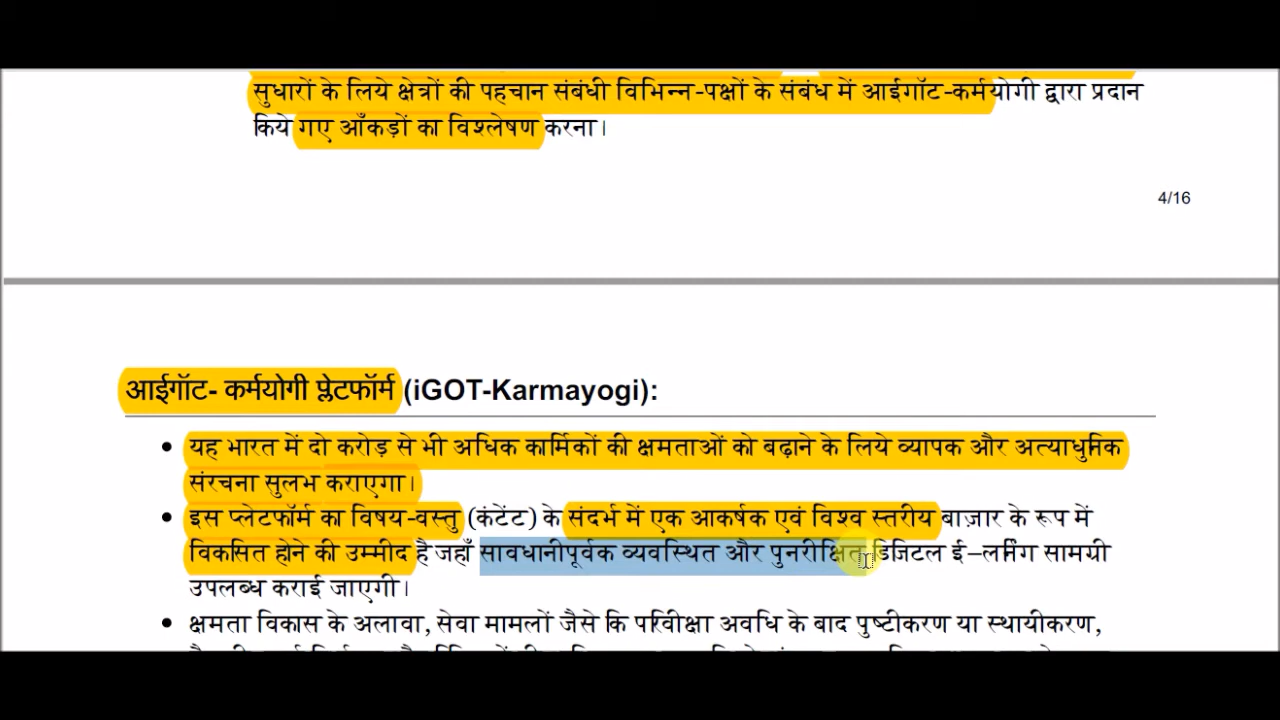 सुधारों के लिये क्षेत्रों की पहचान संबंधी विभिन्न-पक्षों के संबंध में आईगॉट-कर्मयोगी द्वारा प्रदान
किये गए आँकड़ों का विश्लेषण करना।
4/16
आईगॉट- कर्मयोगी प्लेटफॉर्म (iGOT-Karmayogi):
• यह भारत में दो करोड़ से भी अधिक कार्मिकों की क्षमताओं को बढ़ाने के लिये व्यापक और अत्याधुनिक
संरचना सुलभ कराएगा।
• इस प्लेटफॉर्म का विषय-वस्तु (कंटेंट) के संदर्भ में एक आकर्षक एवं विश्व स्तरीय बाज़ार के रूप में
विकसित होने की उम्मीद है जहाँ सावधानीपूर्वक व्यवस्थित और पुनरीक्षित डिजिटल ई–लर्निंग सामग्री
उपलब्ध कराई जाएगी।
• क्षमता विकास के अलावा, सेवा मामलों जैसे कि परिवीक्षा अवधि के बाद पुष्टीकरण या स्थायीकरण,